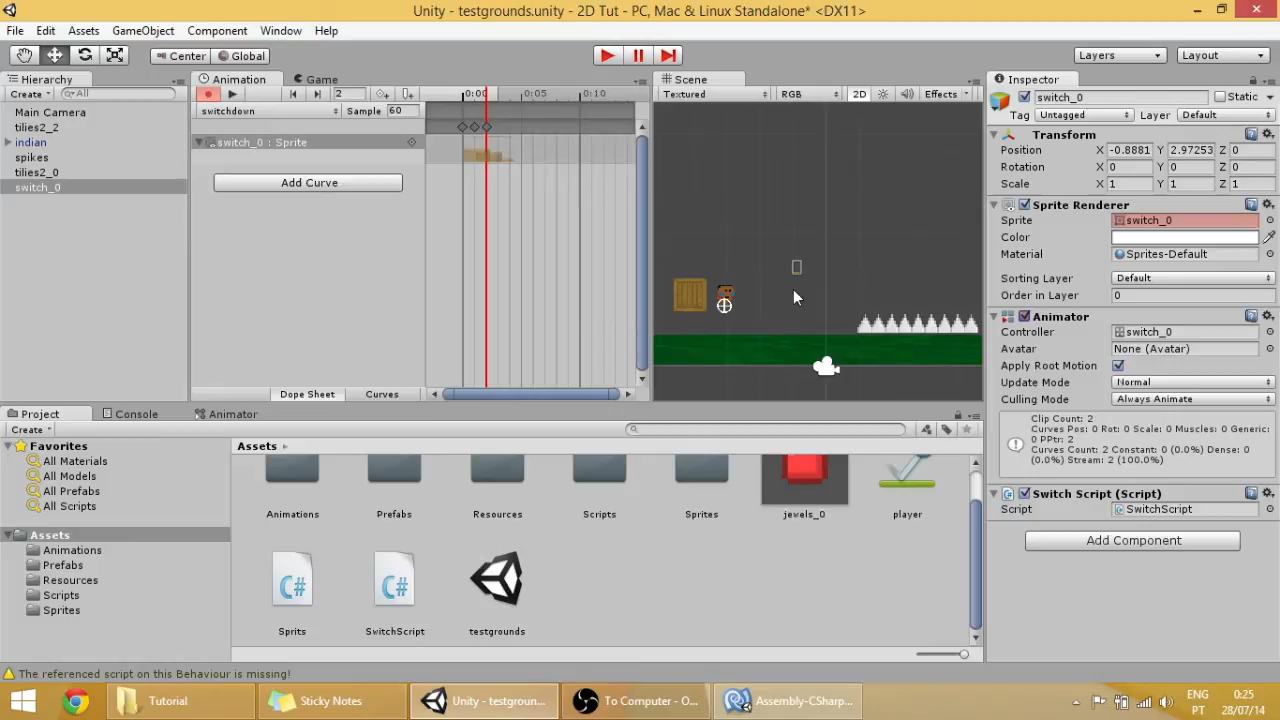 Unity - testgrounds.unity - 2D Tut - PC, Mac & Linux Standalone* <DX11>
File Edit Assets GameObject Component Window Help
Center Global Layers Layout
Hierarchy Animation Game Scene Inspector
Create All 2 0:00 0:05 0:10 Textured RGB 2D Effects switch_0 Static
Main Camera switchdown Sample 60 Tag Untagged Layer Default
tilies2_2 Transform
indian switch_0 : Sprite Position X -0.8881 Y 2.97253 Z 0
spikes Rotation X 0 Y 0 Z 0
tilies2_0 Add Curve Scale X 1 Y 1 Z 1
switch_0 Sprite Renderer
Sprite switch_0
Color
Material Sprites-Default
Sorting Layer Default
Order in Layer 0
Animator
Controller switch_0
Avatar None (Avatar)
Apply Root Motion
Update Mode Normal
Dope Sheet Curves Culling Mode Always Animate
Project Console Animator Clip Count: 2
Create Curves Pos: 0 Rot: 0 Scale: 0 Muscles: 0 Generic:
Favorites Assets 0 PPtr: 2
All Materials Curves Count: 2 Constant: 0 (0.0%) Dense: 0
All Models (0.0%) Stream: 2 (100.0%)
All Prefabs Switch Script (Script)
All Scripts Animations Prefabs Resources Scripts Sprites jewels_0 player Script SwitchScript
Assets Add Component
Animations
Prefabs
Resources C# C#
Scripts
Sprites
Sprits SwitchScript testgrounds
The referenced script on this Behaviour is missing!
Tutorial Sticky Notes Unity - testgroun... To Computer - O... Assembly-CSharp... ENG 0:25
PT 28/07/14